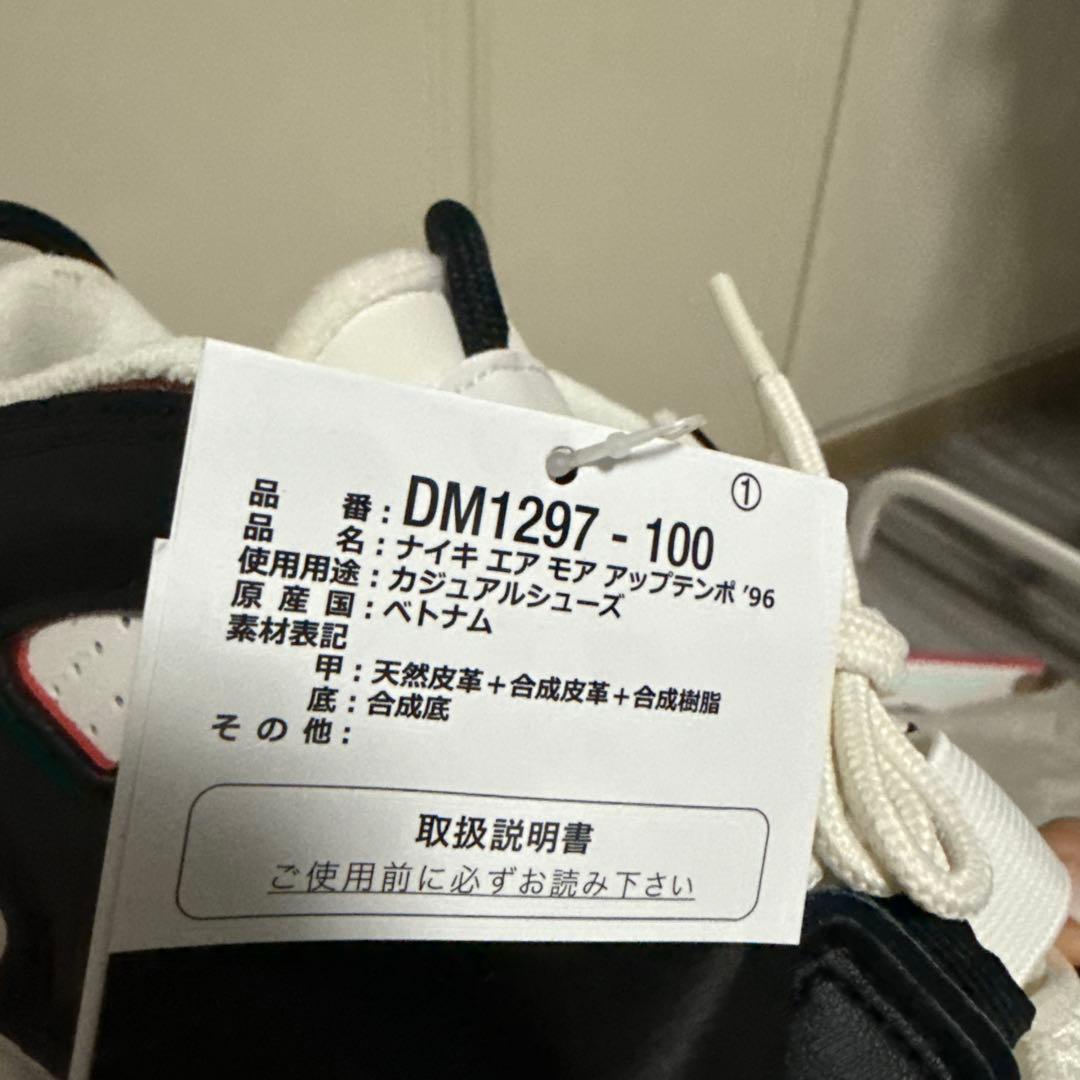 ①
品番:DM1297-100
品名:ナイキ エア モア アップテンポ '96
使用用途:カジュアルシューズ
原産国:ベトナム
素材表記
甲:天然皮革+合成皮革+合成樹脂
底:合成底
その他:
取扱説明書
ご使用前に必ずお読み下さい